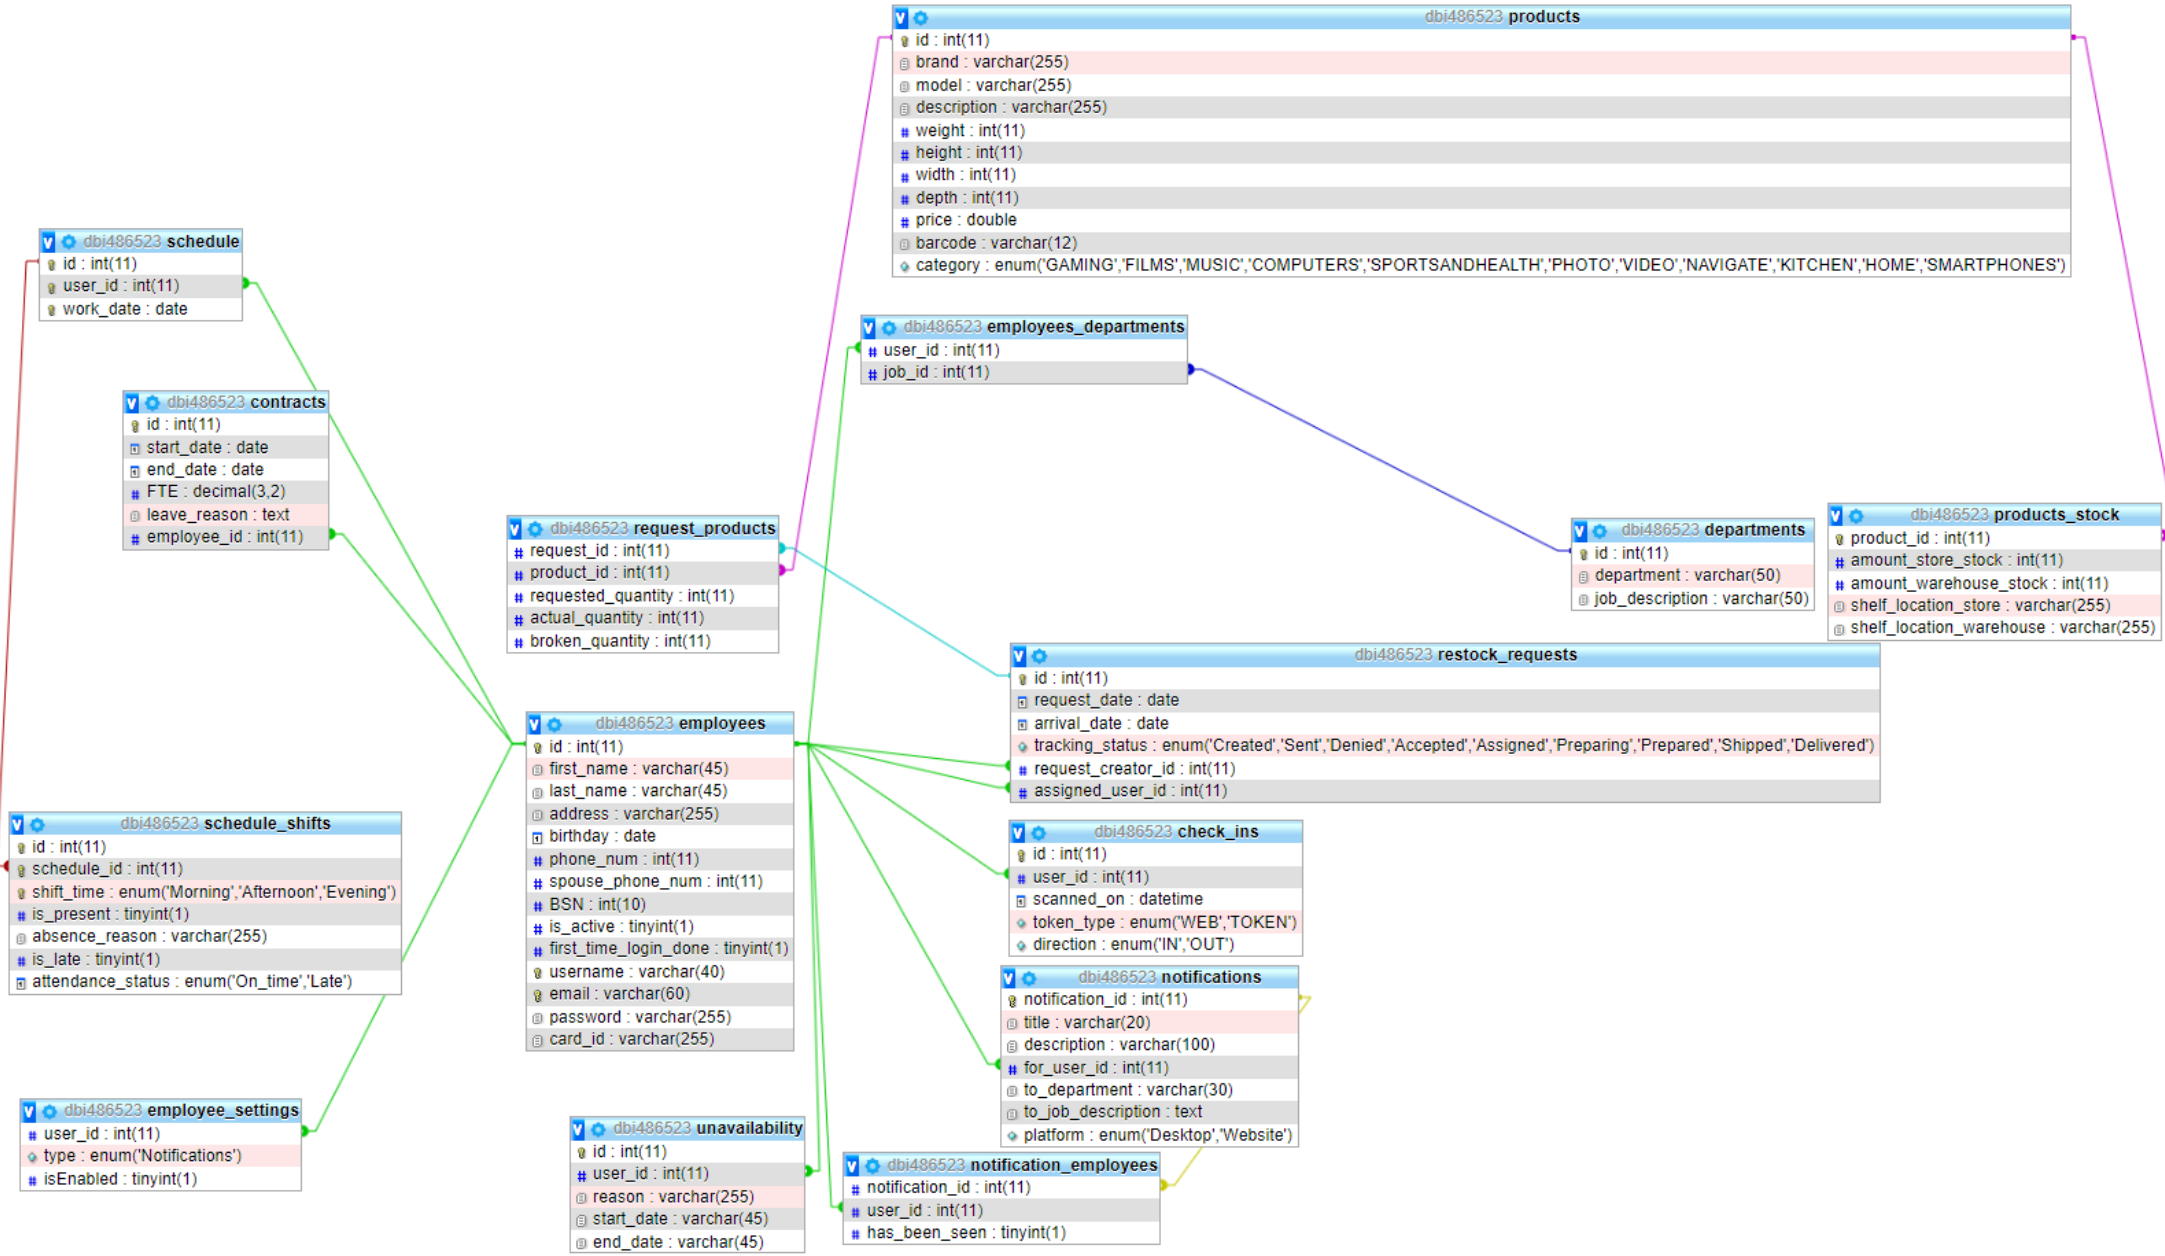 dbi486523 products
id : int(11)
brand : varchar(255)
model : varchar(255)
description : varchar(255)
weight : int(11)
height : int(11)
width : int(11)
depth : int(11)
price : double
barcode : varchar(12)
category : enum('GAMING','FILMS','MUSIC','COMPUTERS','SPORTSANDHEALTH','PHOTO','VIDEO','NAVIGATE','KITCHEN','HOME','SMARTPHONES')
dbi486523 schedule
id : int(11)
user_id : int(11)
work_date : date
dbi486523 employees_departments
user_id : int(11)
job_id : int(11)
dbi486523 contracts
id : int(11)
start_date : date
end_date : date
FTE : decimal(3,2)
leave_reason : text
employee_id : int(11)
dbi486523 request_products
request_id : int(11)
product_id : int(11)
requested_quantity : int(11)
actual_quantity : int(11)
broken_quantity : int(11)
dbi486523 departments
id : int(11)
department : varchar(50)
job_description : varchar(50)
dbi486523 products_stock
product_id : int(11)
amount_store_stock : int(11)
amount_warehouse_stock : int(11)
shelf_location_store : varchar(255)
shelf_location_warehouse : varchar(255)
dbi486523 restock_requests
id : int(11)
request_date : date
arrival_date : date
tracking_status : enum('Created','Sent','Denied','Accepted','Assigned','Preparing','Prepared','Shipped','Delivered')
request_creator_id : int(11)
assigned_user_id : int(11)
dbi486523 employees
id : int(11)
first_name : varchar(45)
last_name : varchar(45)
address : varchar(255)
birthday : date
phone_num : int(11)
spouse_phone_num : int(11)
BSN : int(10)
is_active : tinyint(1)
first_time_login_done : tinyint(1)
username : varchar(40)
email : varchar(60)
password : varchar(255)
card_id : varchar(255)
dbi486523 schedule_shifts
id : int(11)
schedule_id : int(11)
shift_time : enum('Morning','Afternoon','Evening')
is_present : tinyint(1)
absence_reason : varchar(255)
is_late : tinyint(1)
attendance_status : enum('On_time','Late')
dbi486523 check_ins
id : int(11)
user_id : int(11)
scanned_on : datetime
token_type : enum('WEB','TOKEN')
direction : enum('IN','OUT')
dbi486523 notifications
notification_id : int(11)
title : varchar(20)
description : varchar(100)
for_user_id : int(11)
to_department : varchar(30)
to_job_description : text
platform : enum('Desktop','Website')
dbi486523 employee_settings
user_id : int(11)
type : enum('Notifications')
isEnabled : tinyint(1)
dbi486523 unavailability
id : int(11)
user_id : int(11)
reason : varchar(255)
start_date : varchar(45)
end_date : varchar(45)
dbi486523 notification_employees
notification_id : int(11)
user_id : int(11)
has_been_seen : tinyint(1)